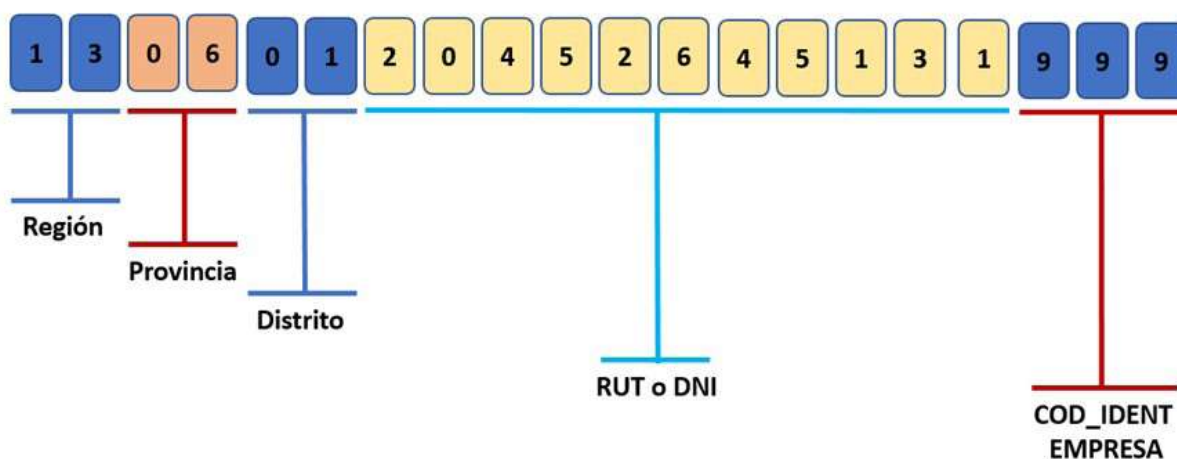 1 3 0 6 0 1 2 0 4 5 2 6 4 5 1 3 1 9 9 9
Región
Provincia
Distrito
RUT o DNI
COD_IDENT
EMPRESA